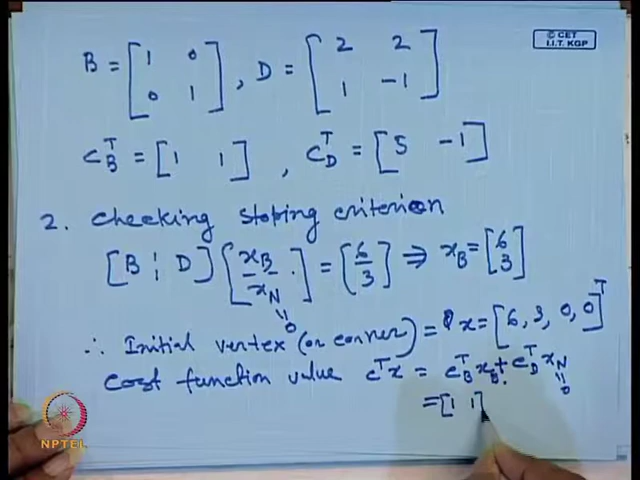 © CET
I.I.T. KGP
B = [1 0; 0 1], D = [2 2; 1 -1]
c_B^T = [1 1], c_D^T = [5 -1]
2. Checking stopping criterion
[B ¦ D] [x_B / x_N] = [6 / 3] ⇒ x_B = [6; 3]
॥ 0
∴ Initial vertex (or corner) = x = [6, 3, 0, 0]^T
Cost function value c^T x = c_B^T x_B + c_D^T x_N
॥ 0
= [1 1]
NPTEL